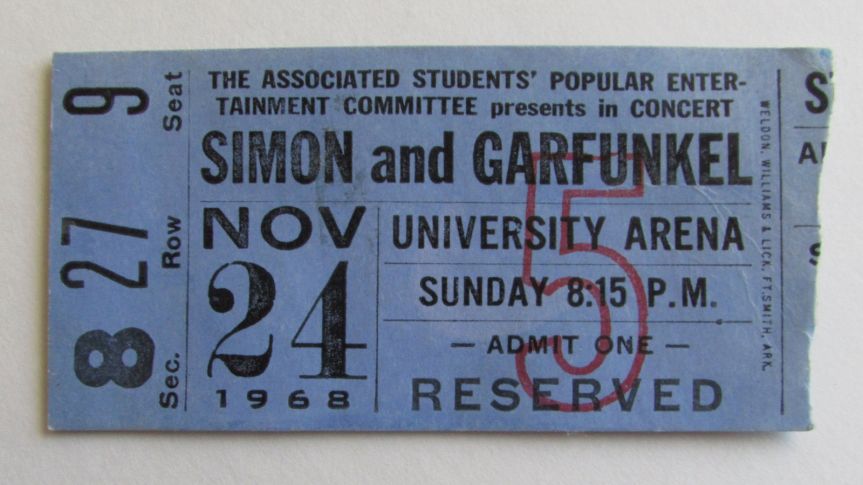 9 Seat
27 Row
8 Sec.
THE ASSOCIATED STUDENTS' POPULAR ENTER-
TAINMENT COMMITTEE presents in CONCERT
SIMON and GARFUNKEL
NOV
24
1968
UNIVERSITY ARENA
SUNDAY 8:15 P.M.
— ADMIT ONE —
RESERVED
5
WELDON, WILLIAMS & LICK, FT. SMITH, ARK.